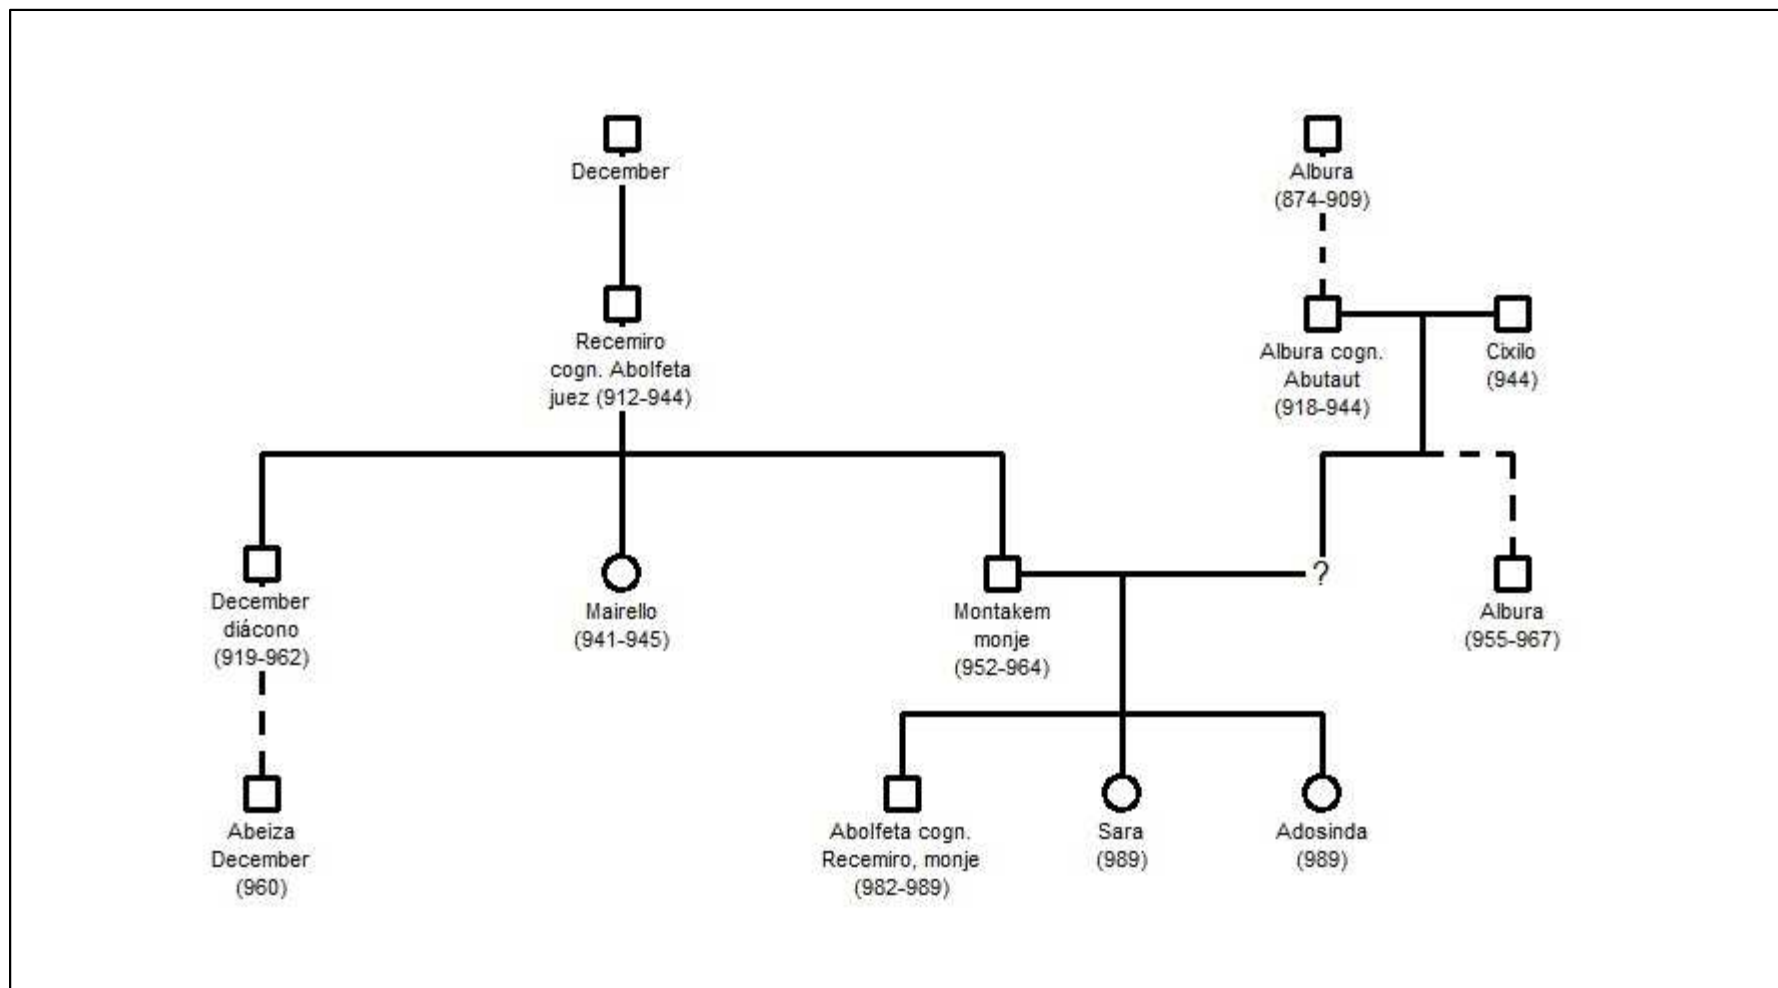 December
Albura
(874-909)
Recemiro
cogn. Abolfeta
juez (912-944)
Albura cogn.
Abutaut
(918-944)
Cixilo
(944)
December
diácono
(919-962)
Mairello
(941-945)
Montakem
monje
(952-964)
?
Albura
(955-967)
Abeiza
December
(960)
Abolfeta cogn.
Recemiro, monje
(982-989)
Sara
(989)
Adosinda
(989)